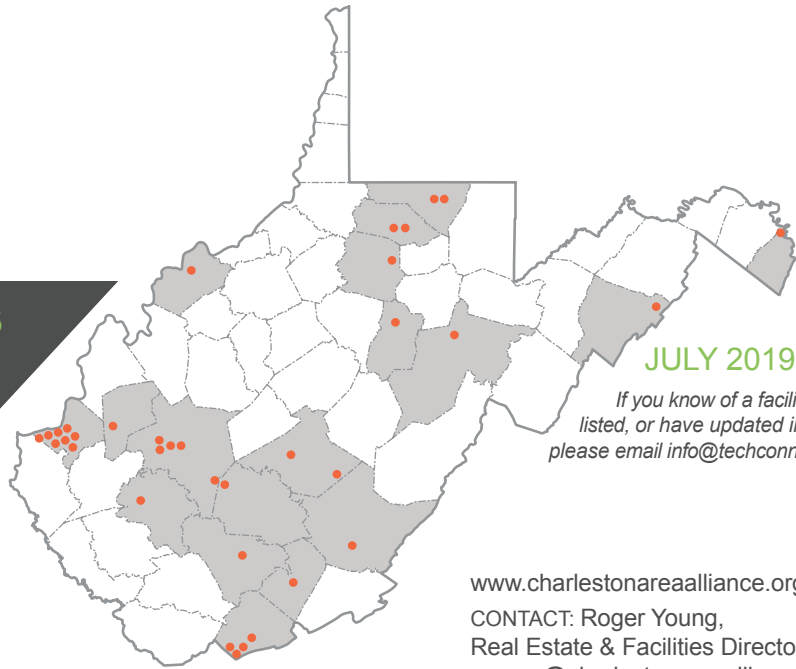 JULY 2019
If you know of a facili
listed, or have updated i
please email info@techconn
www.charlestonareaalliance.org
CONTACT: Roger Young,
Real Estate & Facilities Directo